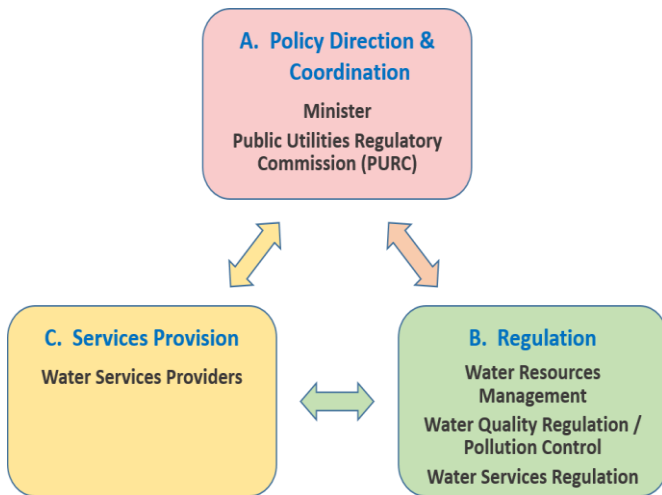 A. Policy Direction &
Coordination
Minister
Public Utilities Regulatory
Commission (PURC)
C. Services Provision
Water Services Providers
B. Regulation
Water Resources
Management
Water Quality Regulation /
Pollution Control
Water Services Regulation